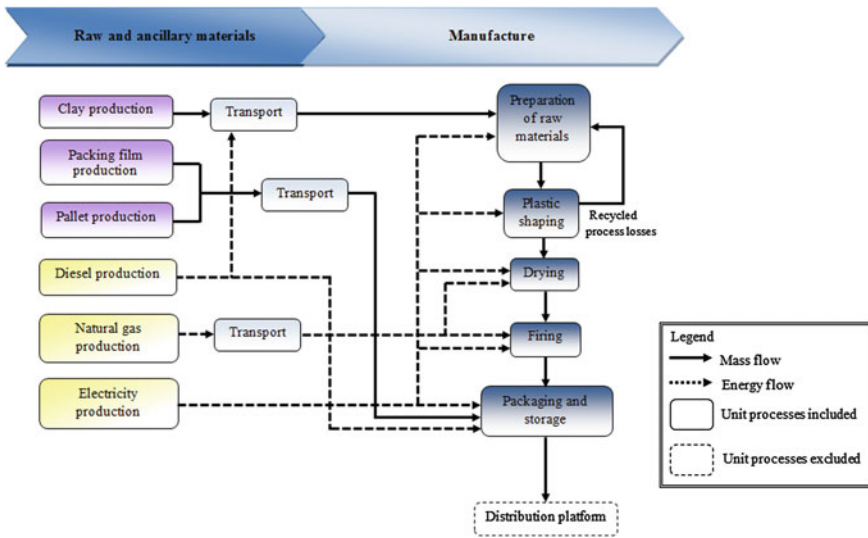 Raw and ancillary materials
Manufacture
Clay production
Transport
Preparation
of raw
materials
Packing film
production
Transport
Pallet production
Plastic
shaping
Recycled
process losses
Diesel production
Drying
Natural gas
production
Transport
Firing
Electricity
production
Packaging and
storage
Distribution platform
Legend
Mass flow
Energy flow
Unit processes included
Unit processes excluded